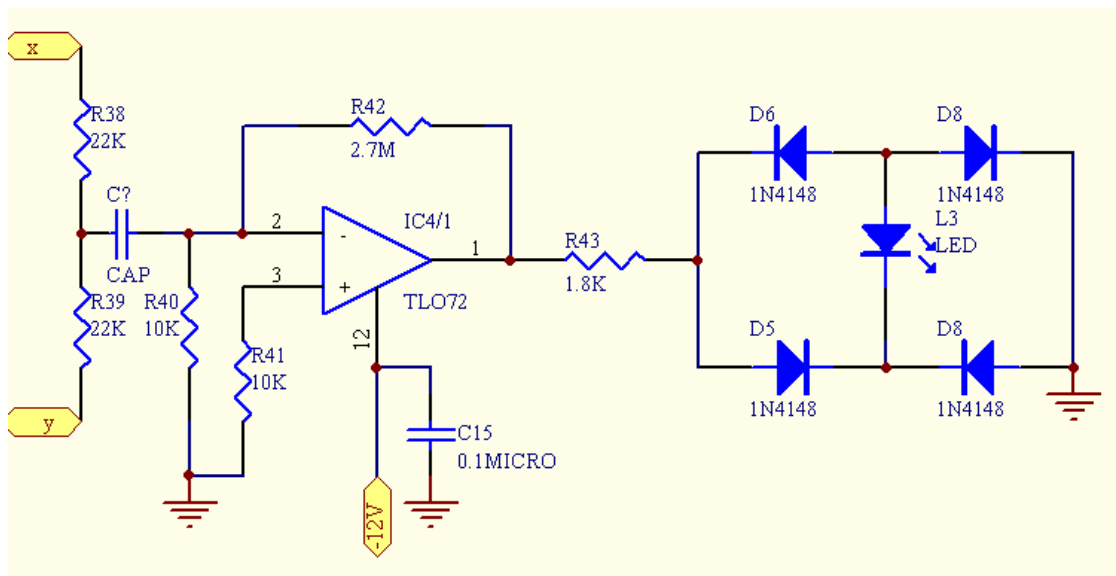 x
R38
22K
R42
2.7M
D6
1N4148
D8
1N4148
C?
CAP
2
-
IC4/1
1
3
+
TLO72
R43
1.8K
L3
LED
R39
22K
R40
10K
R41
10K
12
D5
1N4148
D8
1N4148
y
C15
0.1MICRO
-12V